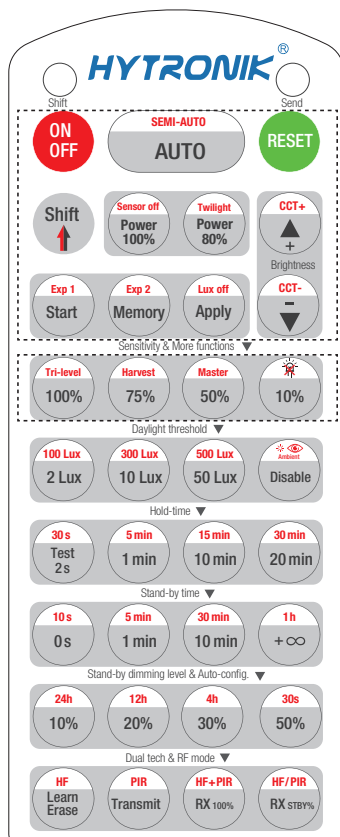 HYTRONIK®
Shift
Send
ON
OFF
SEMI-AUTO
AUTO
RESET
Shift
Sensor off
Power
100%
Twilight
Power
80%
CCT+
+
Brightness
CCT-
-
Exp 1
Start
Exp 2
Memory
Lux off
Apply
Sensitivity & More functions
Tri-level
100%
Harvest
75%
Master
50%
10%
Daylight threshold
100 Lux
2 Lux
300 Lux
10 Lux
500 Lux
50 Lux
Ambient
Disable
Hold-time
30 s
Test
2 s
5 min
1 min
15 min
10 min
30 min
20 min
Stand-by time
10 s
0 s
5 min
1 min
30 min
10 min
1 h
+∞
Stand-by dimming level & Auto-config.
24h
10%
12h
20%
4h
30%
30s
50%
Dual tech & RF mode
HF
Learn
Erase
PIR
Transmit
HF+PIR
RX 100%
HF/PIR
RX STBY%